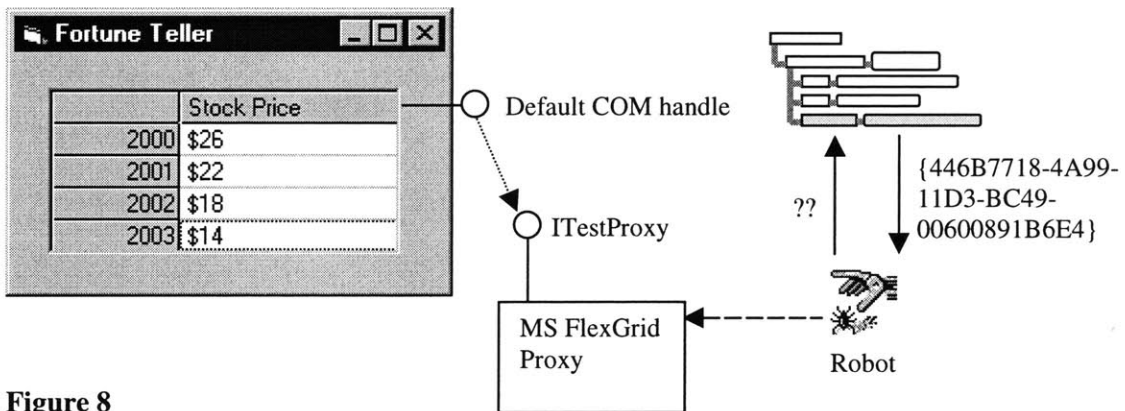 Fortune Teller
Stock Price
2000 $26
2001 $22
2002 $18
2003 $14
Default COM handle
ITestProxy
MS FlexGrid
Proxy
??
{446B7718-4A99-
11D3-BC49-
00600891B6E4}
Robot
Figure 8